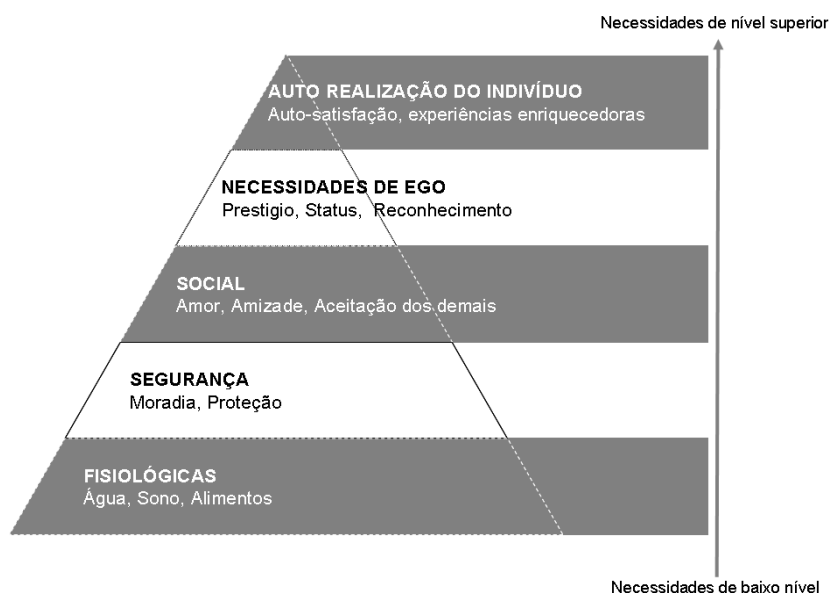 Necessidades de nível superior
AUTO REALIZAÇÃO DO INDIVÍDUO
Auto-satisfação, experiências enriquecedoras
NECESSIDADES DE EGO
Prestigio, Status, Reconhecimento
SOCIAL
Amor, Amizade, Aceitação dos demais
SEGURANÇA
Moradia, Proteção
FISIOLÓGICAS
Água, Sono, Alimentos
Necessidades de baixo nível